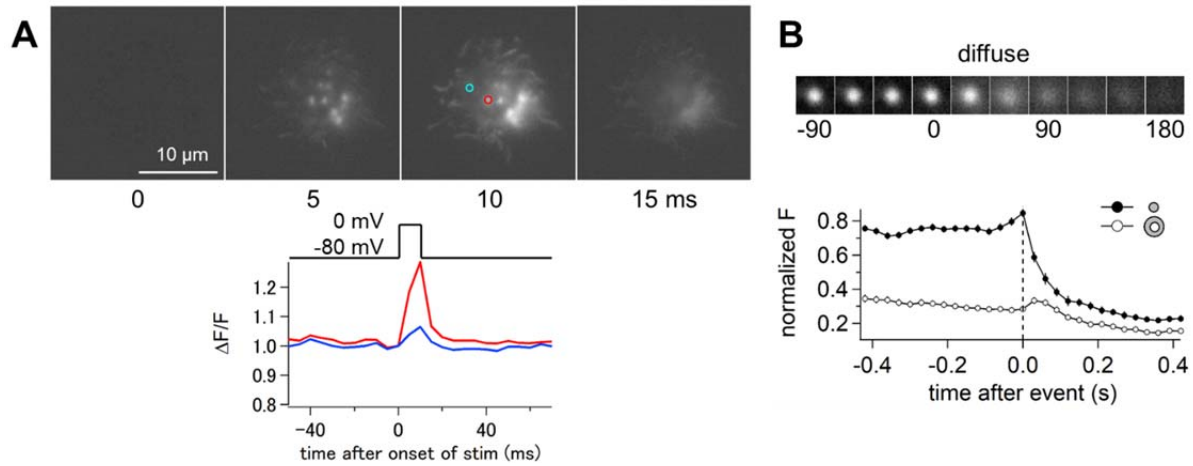 A
10 μm
0 5 10 15 ms
0 mV
-80 mV
ΔF/F
1.2
1.1
1.0
0.9
0.8
-40 0 40
time after onset of stim (ms)
B
diffuse
-90 0 90 180
normalized F
0.8
0.6
0.4
0.2
-0.4 -0.2 0.0 0.2 0.4
time after event (s)